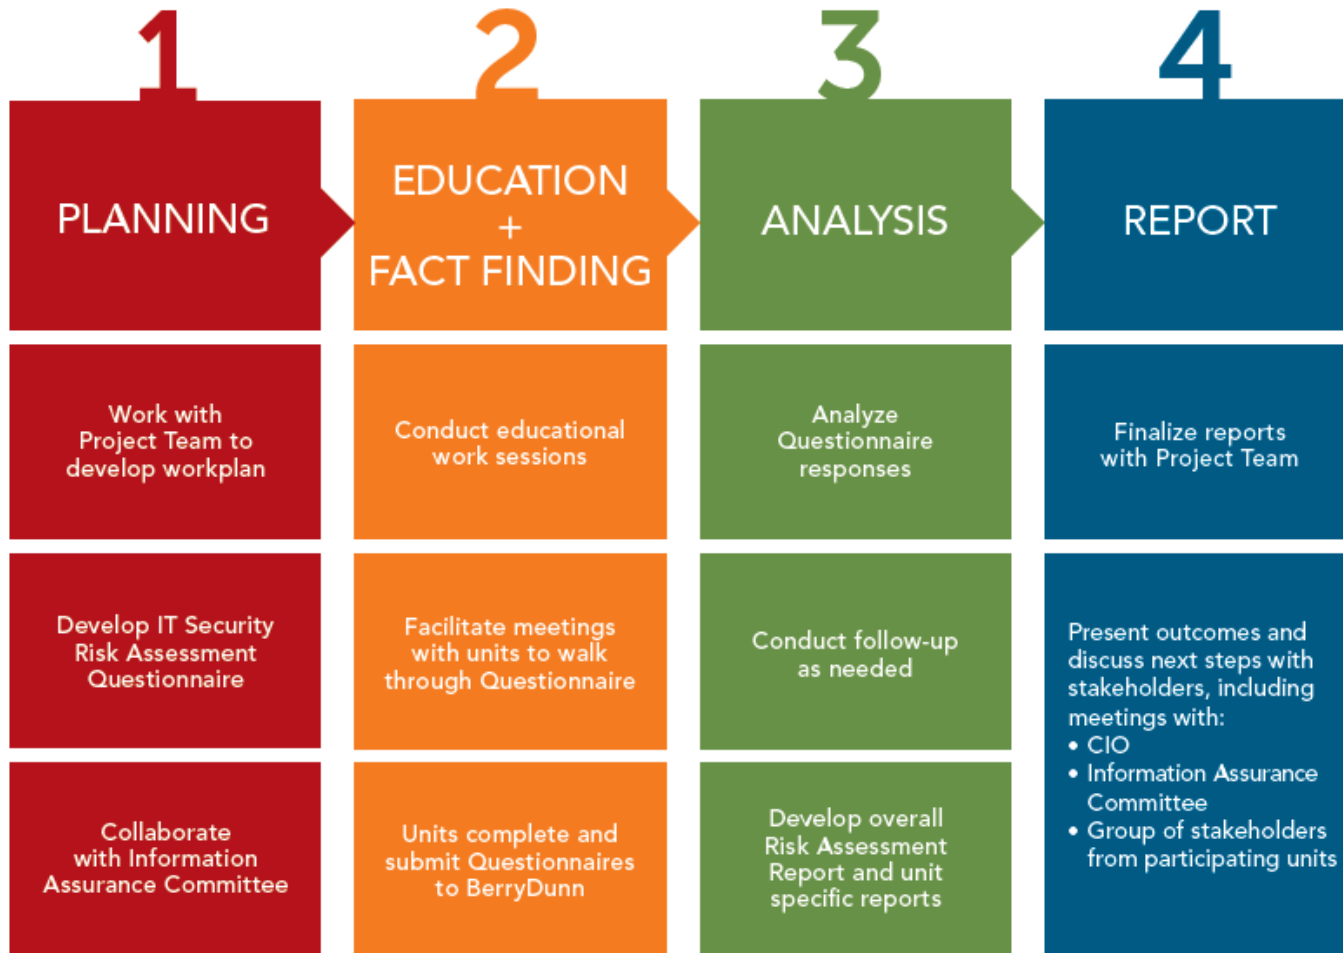 1
PLANNING
Work with
Project Team to
develop workplan
Develop IT Security
Risk Assessment
Questionnaire
Collaborate
with Information
Assurance Committee
2
EDUCATION
+
FACT FINDING
Conduct educational
work sessions
Facilitate meetings
with units to walk
through Questionnaire
Units complete and
submit Questionnaires
to BerryDunn
3
ANALYSIS
Analyze
Questionnaire
responses
Conduct follow-up
as needed
Develop overall
Risk Assessment
Report and unit
specific reports
4
REPORT
Finalize reports
with Project Team
Present outcomes and
discuss next steps with
stakeholders, including
meetings with:
• CIO
• Information Assurance
Committee
• Group of stakeholders
from participating units